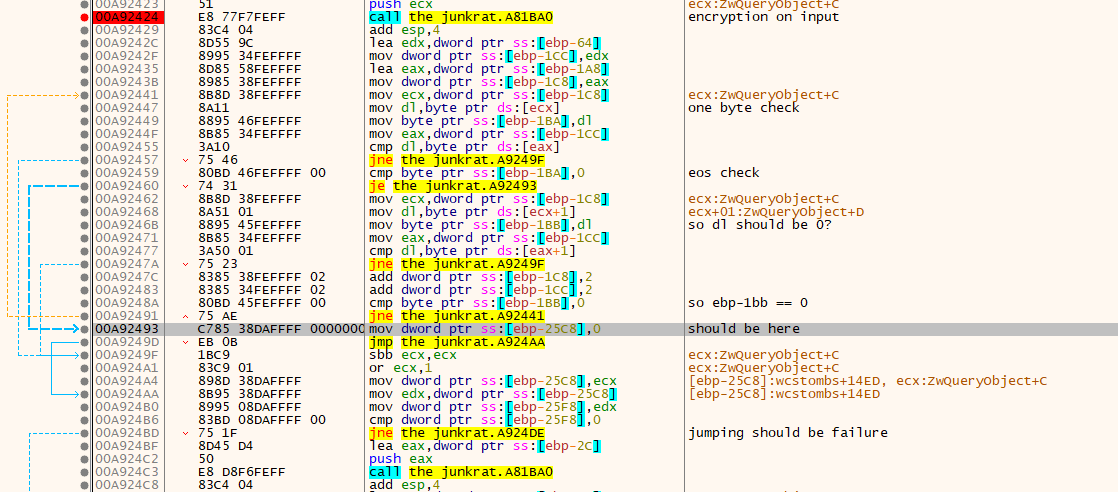 00A92423 51 push ecx ecx:ZwQueryObject+C
00A92424 E8 77F7FEFF call the junkrat.A81BA0 encryption on input
00A92429 83C4 04 add esp,4
00A9242C 8D55 9C lea edx,dword ptr ss:[ebp-64]
00A9242F 8995 34FEFFFF mov dword ptr ss:[ebp-1CC],edx
00A92435 8D85 58FEFFFF lea eax,dword ptr ss:[ebp-1A8]
00A9243B 8985 38FEFFFF mov dword ptr ss:[ebp-1C8],eax
00A92441 8B8D 38FEFFFF mov ecx,dword ptr ss:[ebp-1C8] ecx:ZwQueryObject+C
00A92447 8A11 mov dl,byte ptr ds:[ecx] one byte check
00A92449 8895 46FEFFFF mov byte ptr ss:[ebp-1BA],dl
00A9244F 8B85 34FEFFFF mov eax,dword ptr ss:[ebp-1CC]
00A92455 3A10 cmp dl,byte ptr ds:[eax]
00A92457 75 46 jne the junkrat.A9249F
00A92459 80BD 46FEFFFF 00 cmp byte ptr ss:[ebp-1BA],0 eos check
00A92460 74 31 je the junkrat.A92493
00A92462 8B8D 38FEFFFF mov ecx,dword ptr ss:[ebp-1C8] ecx:ZwQueryObject+C
00A92468 8A51 01 mov dl,byte ptr ds:[ecx+1] ecx+01:ZwQueryObject+D
00A9246B 8895 45FEFFFF mov byte ptr ss:[ebp-1BB],dl so dl should be 0?
00A92471 8B85 34FEFFFF mov eax,dword ptr ss:[ebp-1CC]
00A92477 3A50 01 cmp dl,byte ptr ds:[eax+1]
00A9247A 75 23 jne the junkrat.A9249F
00A9247C 8385 38FEFFFF 02 add dword ptr ss:[ebp-1C8],2
00A92483 8385 34FEFFFF 02 add dword ptr ss:[ebp-1CC],2
00A9248A 80BD 45FEFFFF 00 cmp byte ptr ss:[ebp-1BB],0 so ebp-1bb == 0
00A92491 75 AE jne the junkrat.A92441
00A92493 C785 38DAFFFF 0000000 mov dword ptr ss:[ebp-25C8],0 should be here
00A9249D EB 0B jmp the junkrat.A924AA
00A9249F 1BC9 sbb ecx,ecx ecx:ZwQueryObject+C
00A924A1 83C9 01 or ecx,1 ecx:ZwQueryObject+C
00A924A4 898D 38DAFFFF mov dword ptr ss:[ebp-25C8],ecx [ebp-25C8]:wcstombs+14ED, ecx:ZwQueryObject+C
00A924AA 8B95 38DAFFFF mov edx,dword ptr ss:[ebp-25C8] [ebp-25C8]:wcstombs+14ED
00A924B0 8995 08DAFFFF mov dword ptr ss:[ebp-25F8],edx
00A924B6 83BD 08DAFFFF 00 cmp dword ptr ss:[ebp-25F8],0
00A924BD 75 1F jne the junkrat.A924DE jumping should be failure
00A924BF 8D45 D4 lea eax,dword ptr ss:[ebp-2C]
00A924C2 50 push eax
00A924C3 E8 D8F6FEFF call the junkrat.A81BA0
00A924C8 83C4 04 add esp,4